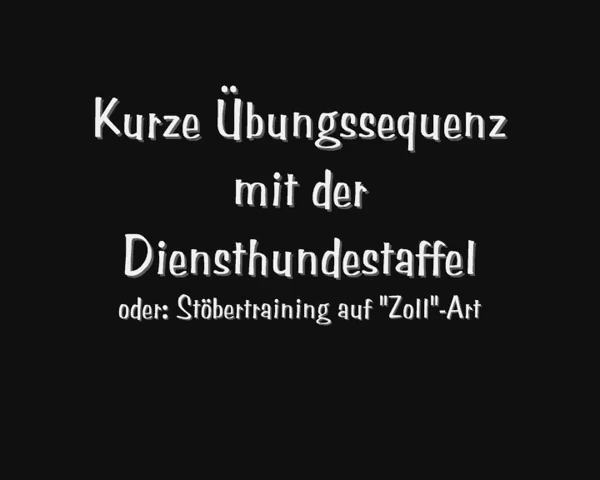 Kurze Übungssequenz
mit der
Diensthundestaffel
oder: Stöbertraining auf "Zoll"-Art